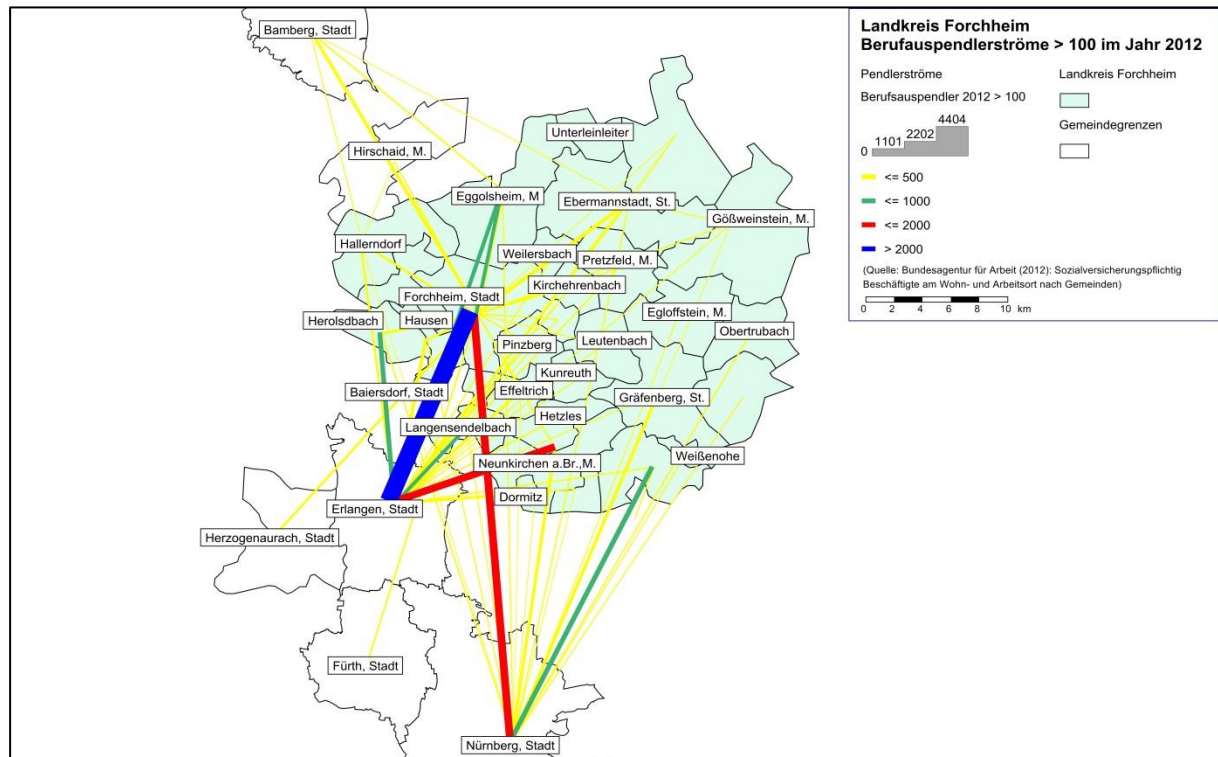 Bamberg, Stadt
Hirschaid, M.
Unterleinleiter
Eggolsheim, M
Ebermannstadt, St.
Gößweinstein, M.
Hallerndorf
Weilersbach
Pretzfeld, M.
Kirchehrenbach
Forchheim, Stadt
Egloffstein, M.
Herolsdbach
Hausen
Obertrubach
Pinzberg
Leutenbach
Kunreuth
Baiersdorf, Stadt
Effeltrich
Gräfenberg, St.
Hetzles
Langensendelbach
Weißenohe
Neunkirchen a.Br.,M.
Dormitz
Erlangen, Stadt
Herzogenaurach, Stadt
Fürth, Stadt
Nürnberg, Stadt
Landkreis Forchheim
Berufauspendlerströme > 100 im Jahr 2012
Pendlerströme
Berufsauspendler 2012 > 100
4404
2202
1101
0
<= 500
<= 1000
<= 2000
> 2000
Landkreis Forchheim
Gemeindegrenzen
(Quelle: Bundesagentur für Arbeit (2012): Sozialversicherungspflichtig
Beschäftigte am Wohn- und Arbeitsort nach Gemeinden)
0 2 4 6 8 10 km